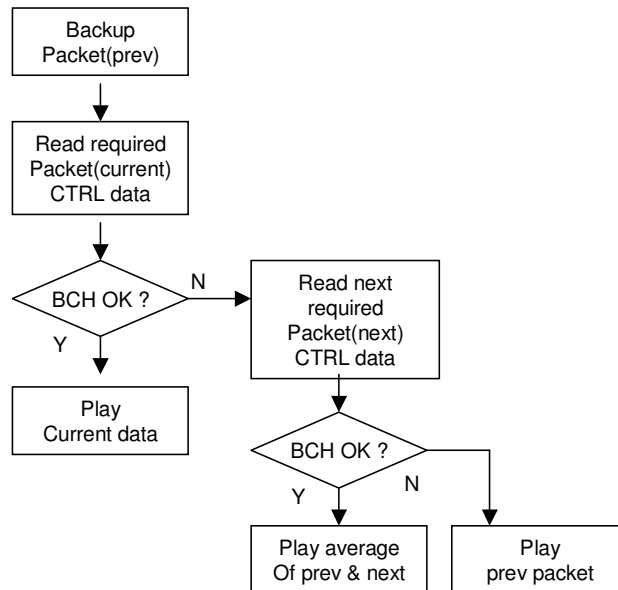 Backup
Packet(prev)
Read required
Packet(current)
CTRL data
BCH OK ?
N
Y
Play
Current data
Read next
required
Packet(next)
CTRL data
BCH OK ?
Y
N
Play average
Of prev & next
Play
prev packet